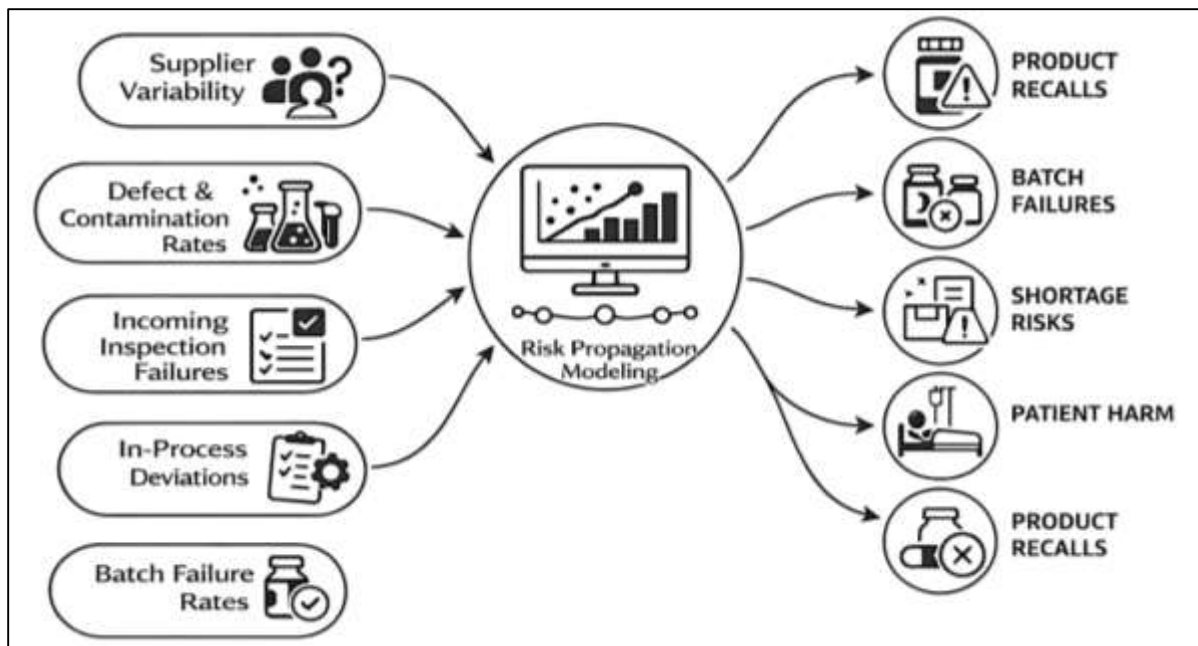 Supplier
Variability
Defect &
Contamination
Rates
Incoming
Inspection
Failures
In-Process
Deviations
Batch Failure
Rates
Risk Propagation
Modeling
PRODUCT
RECALLS
BATCH
FAILURES
SHORTAGE
RISKS
PATIENT HARM
PRODUCT
RECALLS